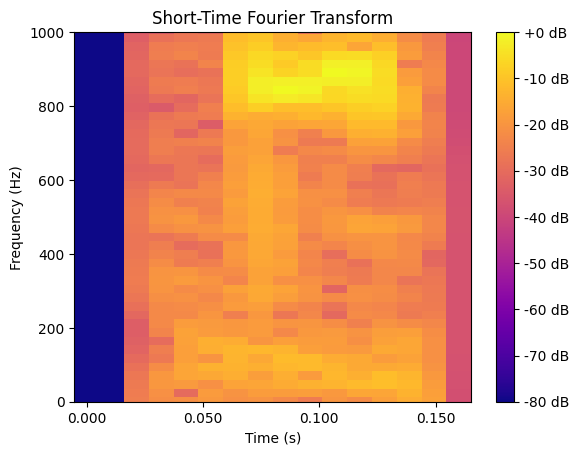 Short-Time Fourier Transform
Frequency (Hz)
1000
800
600
400
200
0
0.000
0.050
0.100
0.150
Time (s)
+0 dB
-10 dB
-20 dB
-30 dB
-40 dB
-50 dB
-60 dB
-70 dB
-80 dB